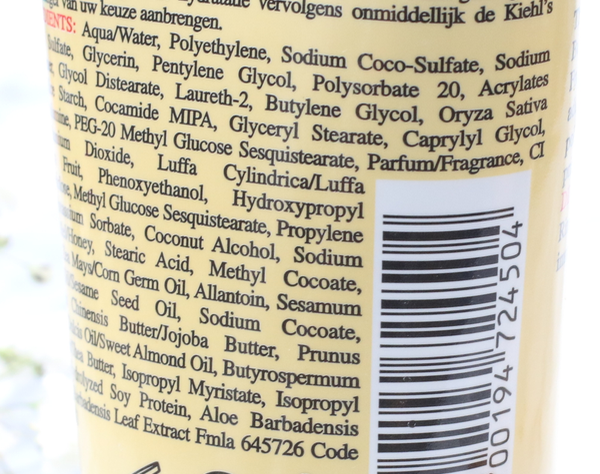 Vervolgens onmiddellijk de Kiehl's
van uw keuze aanbrengen.
Aqua/Water, Polyethylene, Sodium Coco-Sulfate, Sodium
Glycerin, Pentylene Glycol, Polysorbate 20, Acrylates
Glycol Distearate, Laureth-2, Butylene Glycol, Oryza Sativa
Starch, Cocamide MIPA, Glyceryl Stearate, Caprylyl Glycol,
PEG-20 Methyl Glucose Sesquistearate, Parfum/Fragrance, CI
Dioxide, Luffa Cylindrica/Luffa
Fruit, Phenoxyethanol, Hydroxypropyl
Methyl Glucose Sesquistearate, Propylene
Sorbate, Coconut Alcohol, Sodium
Stearic Acid, Methyl Cocoate,
Mays/Corn Germ Oil, Allantoin, Sesamum
Seed Oil, Sodium Cocoate,
Chinensis Butter/Jojoba Butter, Prunus
Oil/Sweet Almond Oil, Butyrospermum
Butter, Isopropyl Myristate, Isopropyl
Soy Protein, Aloe Barbadensis
Leaf Extract Fmla 645726 Code
00194 724504